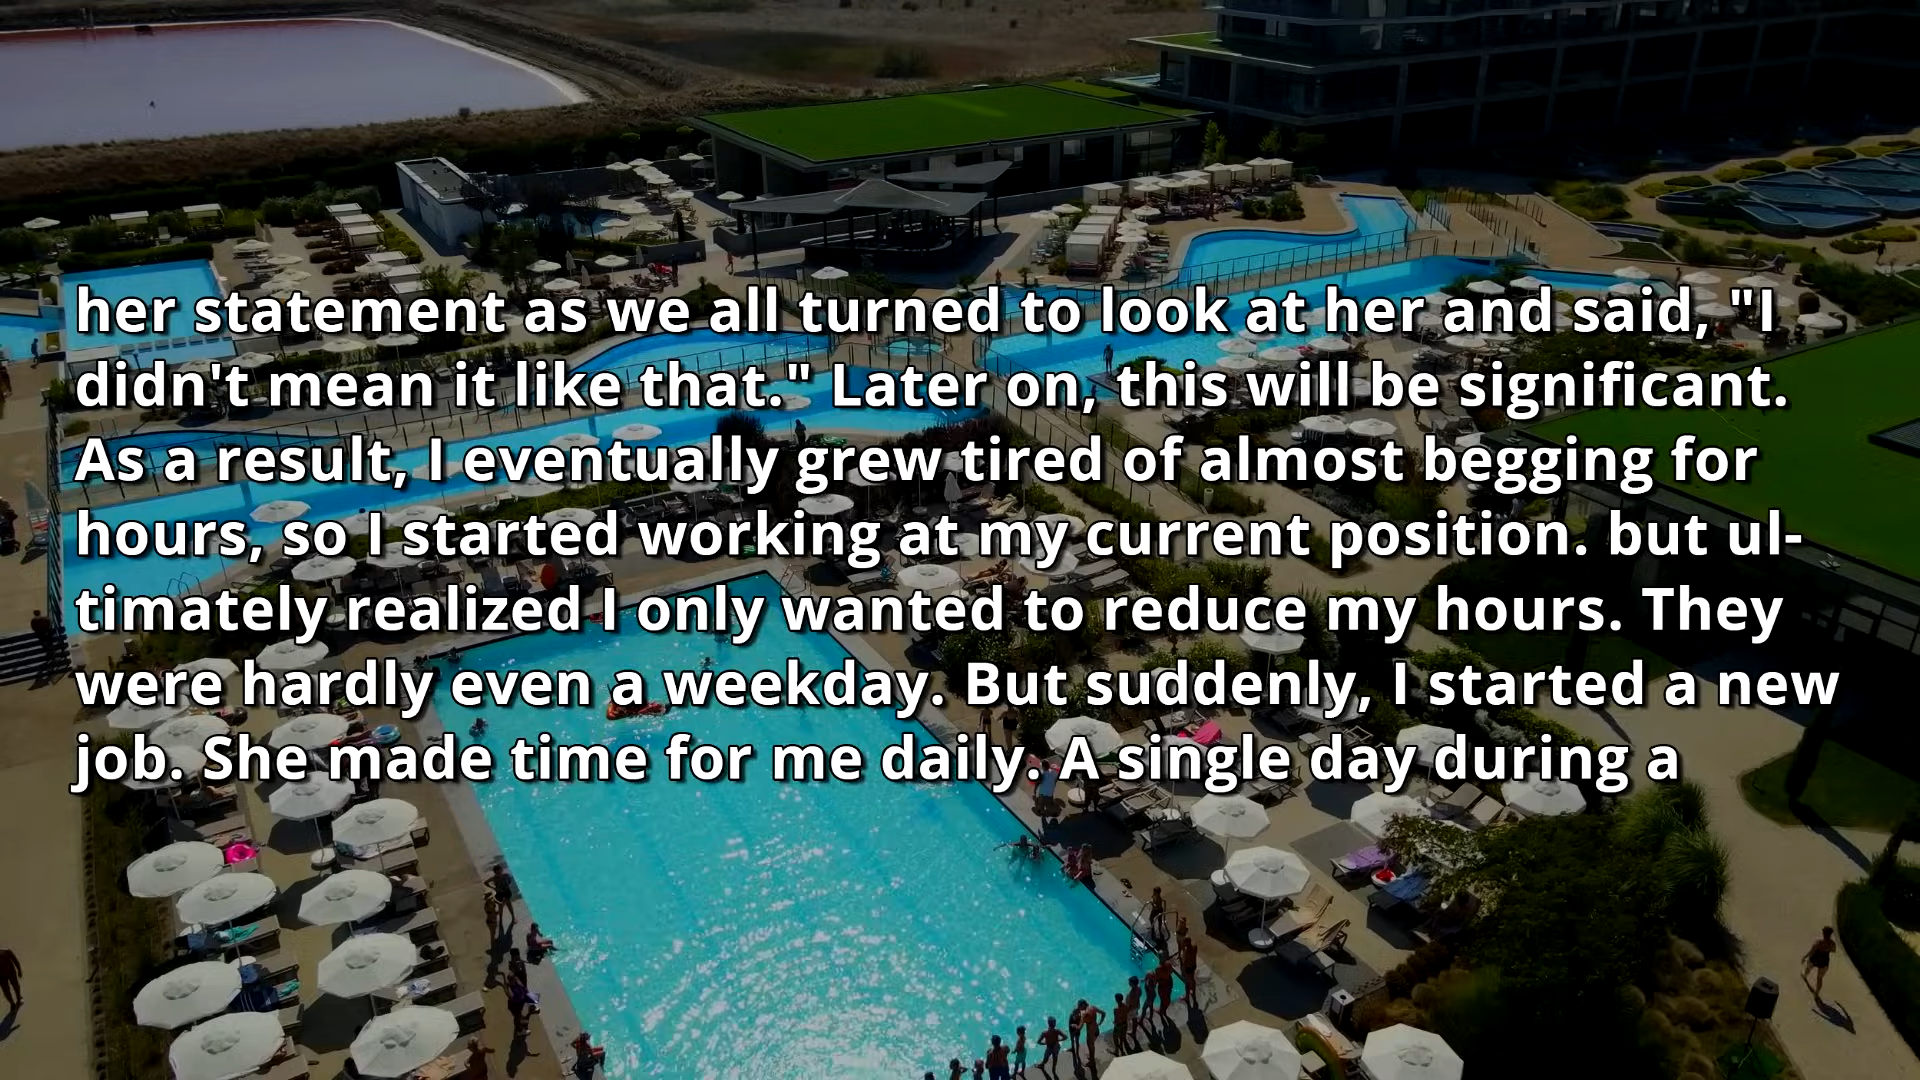 her statement as we all turned to look at her and said, "I
didn't mean it like that." Later on, this will be significant.
As a result, I eventually grew tired of almost begging for
hours, so I started working at my current position. but ul-
timately realized I only wanted to reduce my hours. They
were hardly even a weekday. But suddenly, I started a new
job. She made time for me daily. A single day during a